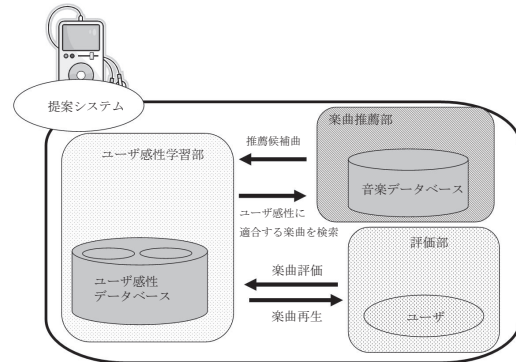 提案システム
ユーザ感性学習部
推薦候補曲
楽曲推薦部
音楽データベース
ユーザ感性に
適合する楽曲を検索
評価部
楽曲評価
ユーザ感性
データベース
楽曲再生
ユーザ